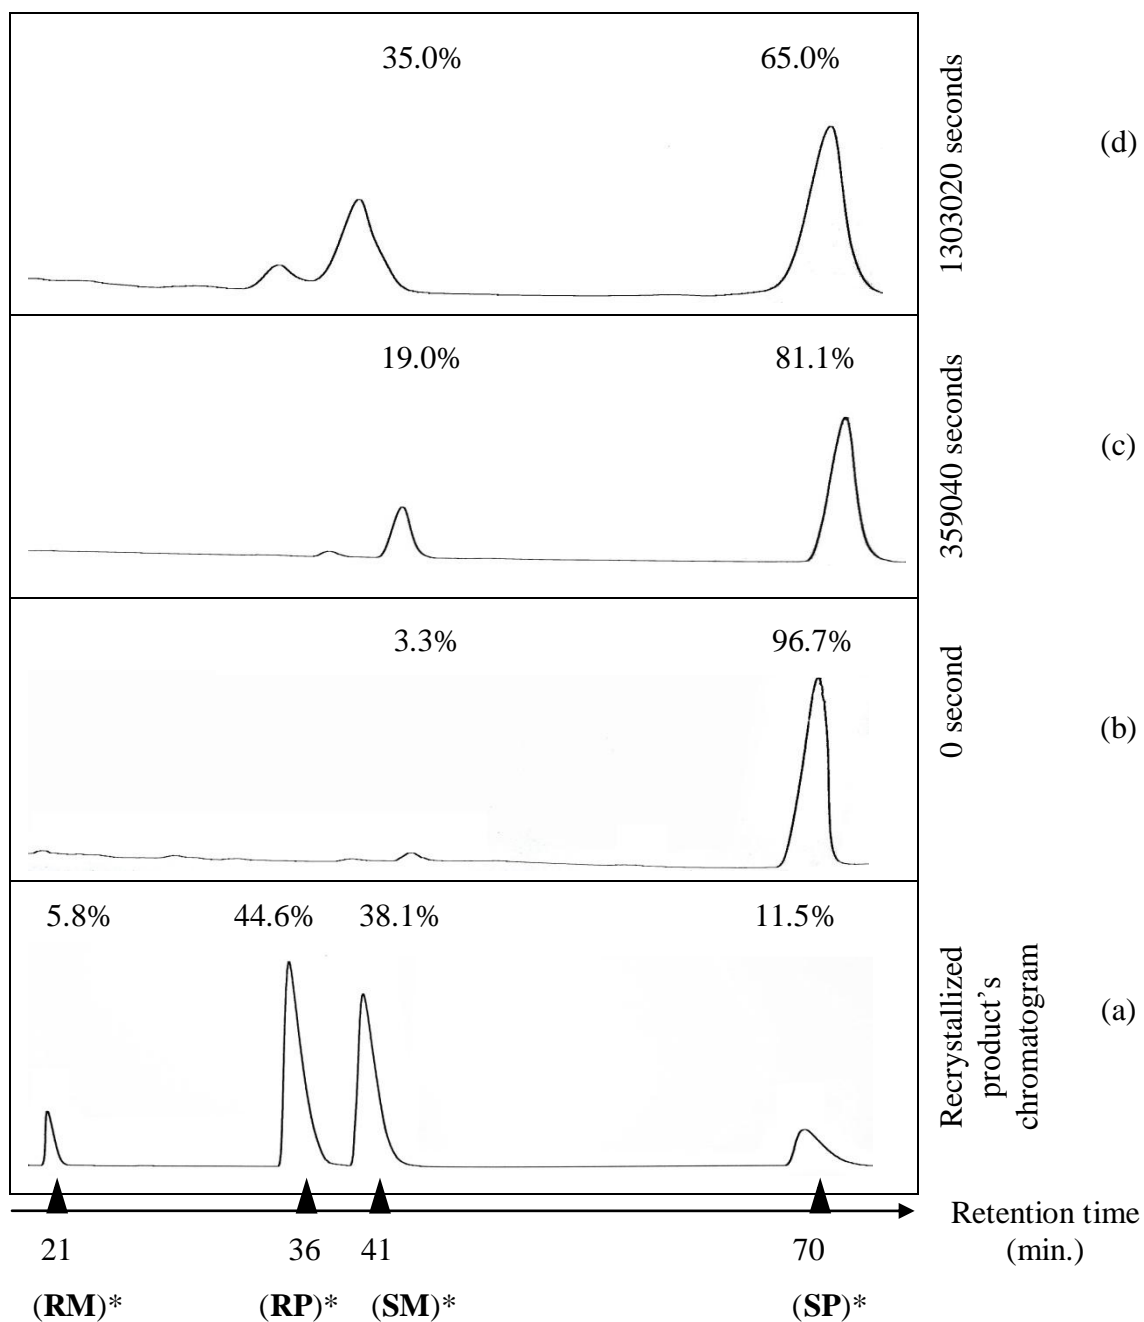 35.0% 65.0%
1303020 seconds
(d)
19.0% 81.1%
359040 seconds
(c)
3.3% 96.7%
0 second
(b)
5.8% 44.6% 38.1% 11.5%
Recrystallized
product’s
chromatogram
(a)
Retention time
(min.)
21 36 41 70
(RM)* (RP)* (SM)* (SP)*